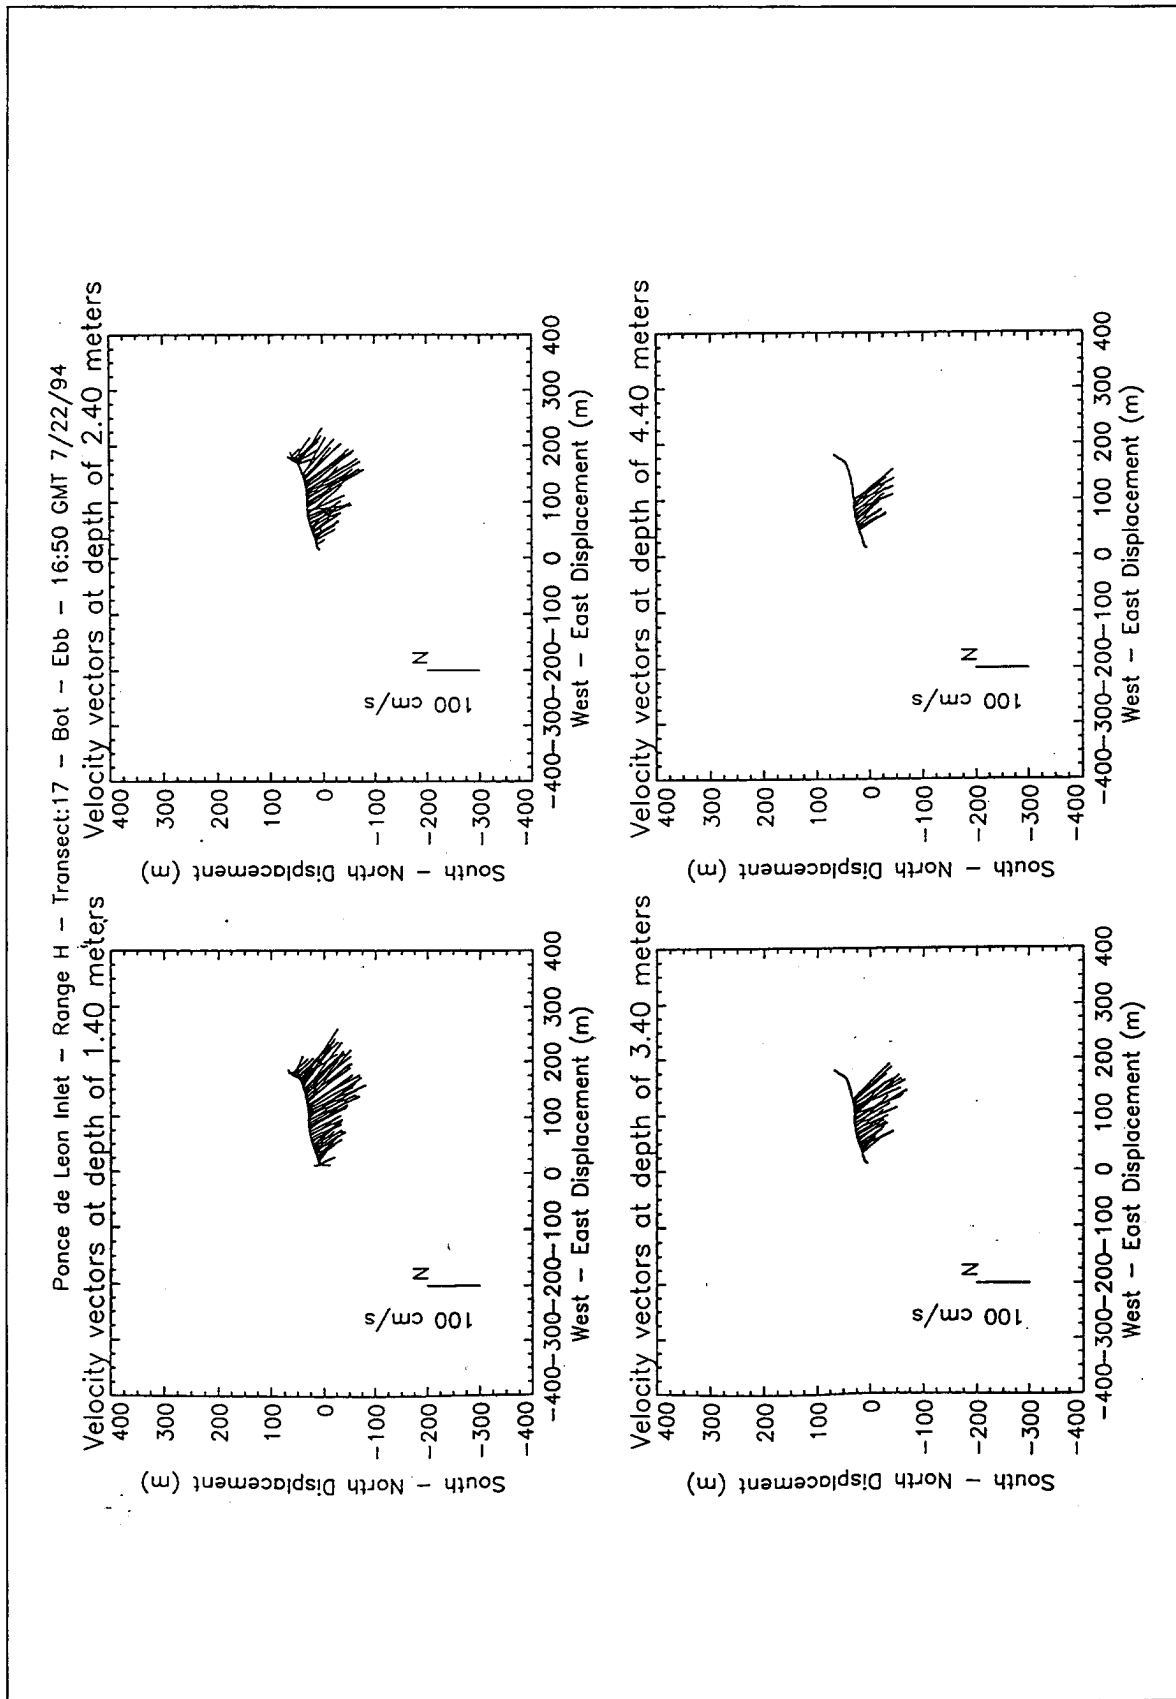 Ponce de Leon Inlet – Range H – Transect:17 – Bot – Ebb – 16:50 GMT 7/22/94
Velocity vectors at depth of 1.40 meters
400
300
200
100
0
-100
-200
-300
-400
South – North Displacement (m)
N
100 cm/s
-400-300-200-100 0 100 200 300 400
West – East Displacement (m)
Velocity vectors at depth of 2.40 meters
400
300
200
100
0
-100
-200
-300
-400
South – North Displacement (m)
N
100 cm/s
-400-300-200-100 0 100 200 300 400
West – East Displacement (m)
Velocity vectors at depth of 3.40 meters
400
300
200
100
0
-100
-200
-300
-400
South – North Displacement (m)
N
100 cm/s
-400-300-200-100 0 100 200 300 400
West – East Displacement (m)
Velocity vectors at depth of 4.40 meters
400
300
200
100
0
-100
-200
-300
-400
South – North Displacement (m)
N
100 cm/s
-400-300-200-100 0 100 200 300 400
West – East Displacement (m)